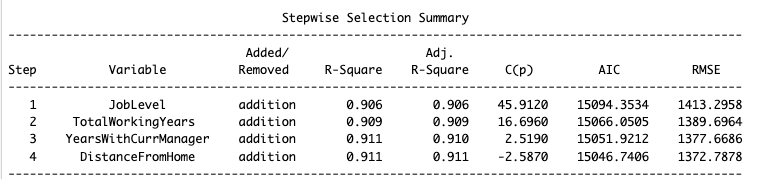 Stepwise Selection Summary
Added/ Adj.
Step Variable Removed R-Square R-Square C(p) AIC RMSE
1 JobLevel addition 0.906 0.906 45.9120 15094.3534 1413.2958
2 TotalWorkingYears addition 0.909 0.909 16.6960 15066.0505 1389.6964
3 YearsWithCurrManager addition 0.911 0.910 2.5190 15051.9212 1377.6686
4 DistanceFromHome addition 0.911 0.911 -2.5870 15046.7406 1372.7878